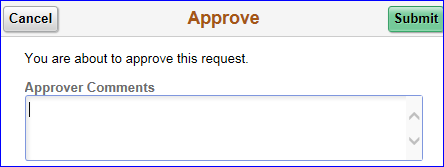 Cancel Approve Submit
You are about to approve this request.
Approver Comments